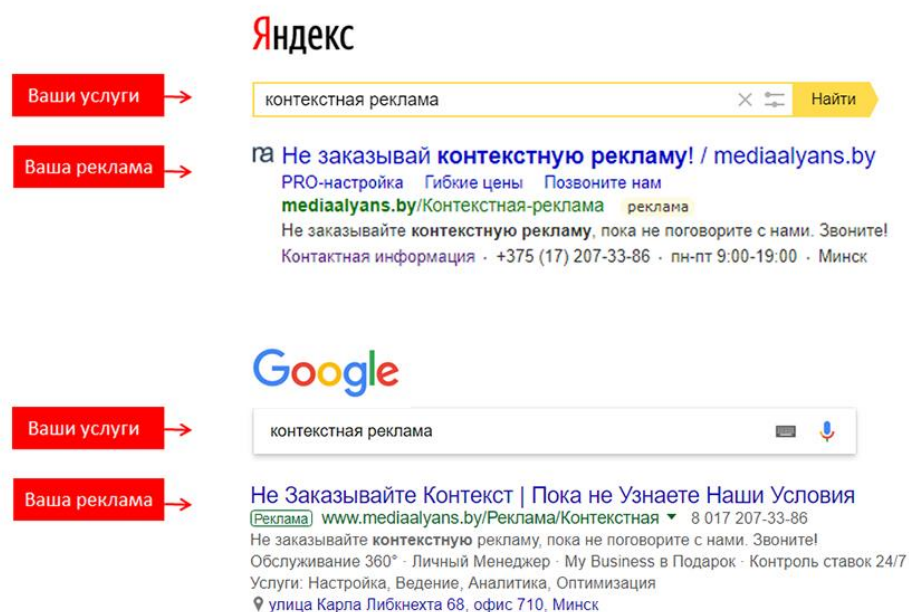 Яндекс
Ваши услуги
контекстная реклама
Найти
Ваша реклама
па Не заказывай контекстную рекламу! / mediaalyans.by
PRO-настройка Гибкие цены Позвоните нам
mediaalyans.by/Контекстная-реклама реклама
Не заказывайте контекстную рекламу, пока не поговорите с нами. Звоните!
Контактная информация · +375 (17) 207-33-86 · пн-пт 9:00-19:00 · Минск
Google
Ваши услуги
контекстная реклама
Ваша реклама
Не Заказывайте Контекст | Пока не Узнаете Наши Условия
Реклама www.mediaalyans.by/Реклама/Контекстная 8 017 207-33-86
Не заказывайте контекстную рекламу, пока не поговорите с нами. Звоните!
Обслуживание 360° · Личный Менеджер · My Business в Подарок · Контроль ставок 24/7
Услуги: Настройка, Ведение, Аналитика, Оптимизация
улица Карла Либкнехта 68, офис 710, Минск